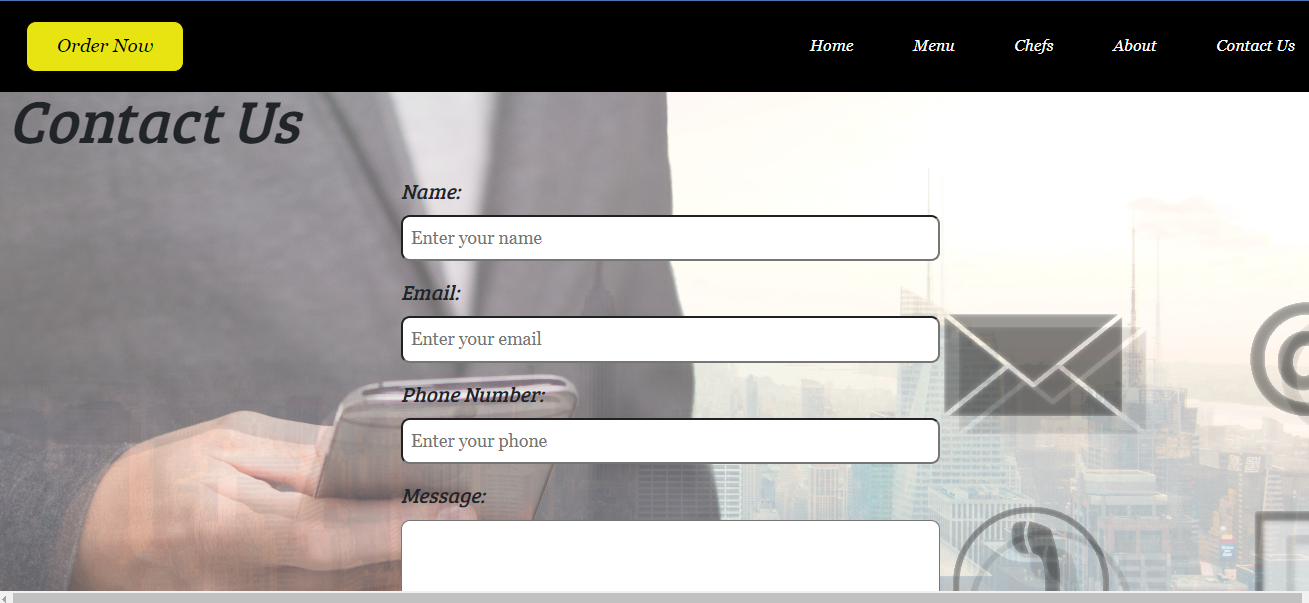 Order Now
Home Menu Chefs About Contact Us
Contact Us
Name:
Enter your name
Email:
Enter your email
Phone Number:
Enter your phone
Message: